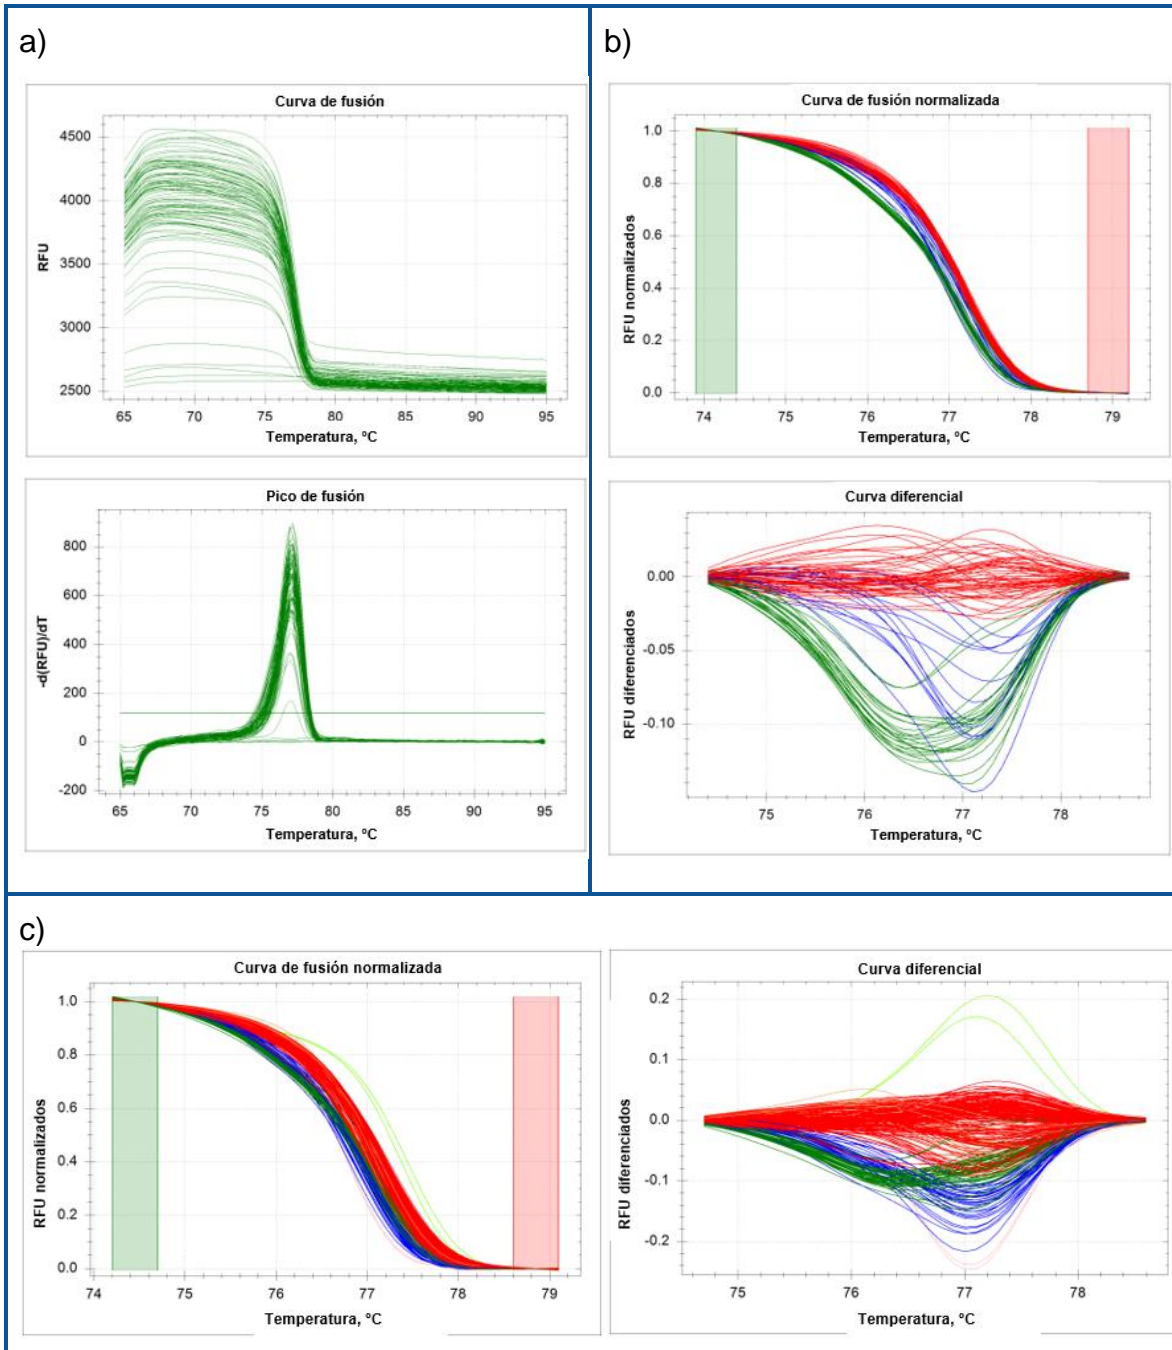 a)
Curva de fusión
RFU
4500
4000
3500
3000
2500
65 70 75 80 85 90 95
Temperatura, ºC
Pico de fusión
-d(RFU)/dT
800
600
400
200
0
-200
65 70 75 80 85 90 95
Temperatura, ºC
b)
Curva de fusión normalizada
RFU normalizados
1.0
0.8
0.6
0.4
0.2
0.0
74 75 76 77 78 79
Temperatura, ºC
Curva diferencial
RFU diferenciados
0.00
-0.05
-0.10
75 76 77 78
Temperatura, ºC
c)
Curva de fusión normalizada
RFU normalizados
1.0
0.8
0.6
0.4
0.2
0.0
74 75 76 77 78 79
Temperatura, ºC
Curva diferencial
RFU diferenciados
0.2
0.1
0.0
-0.1
-0.2
75 76 77 78
Temperatura, ºC